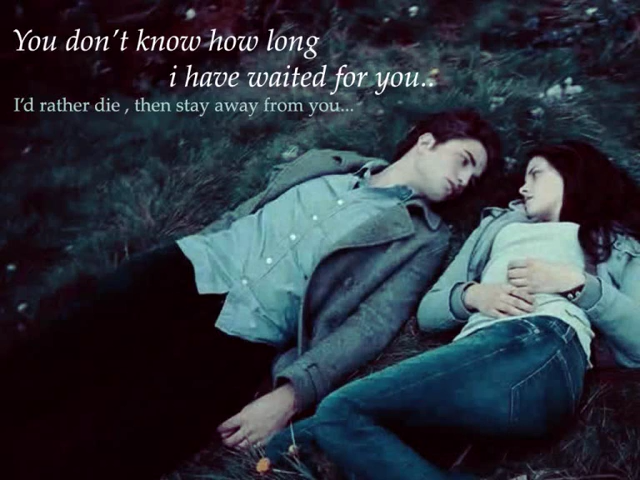 You don't know how long
i have waited for you..
I'd rather die , then stay away from you...